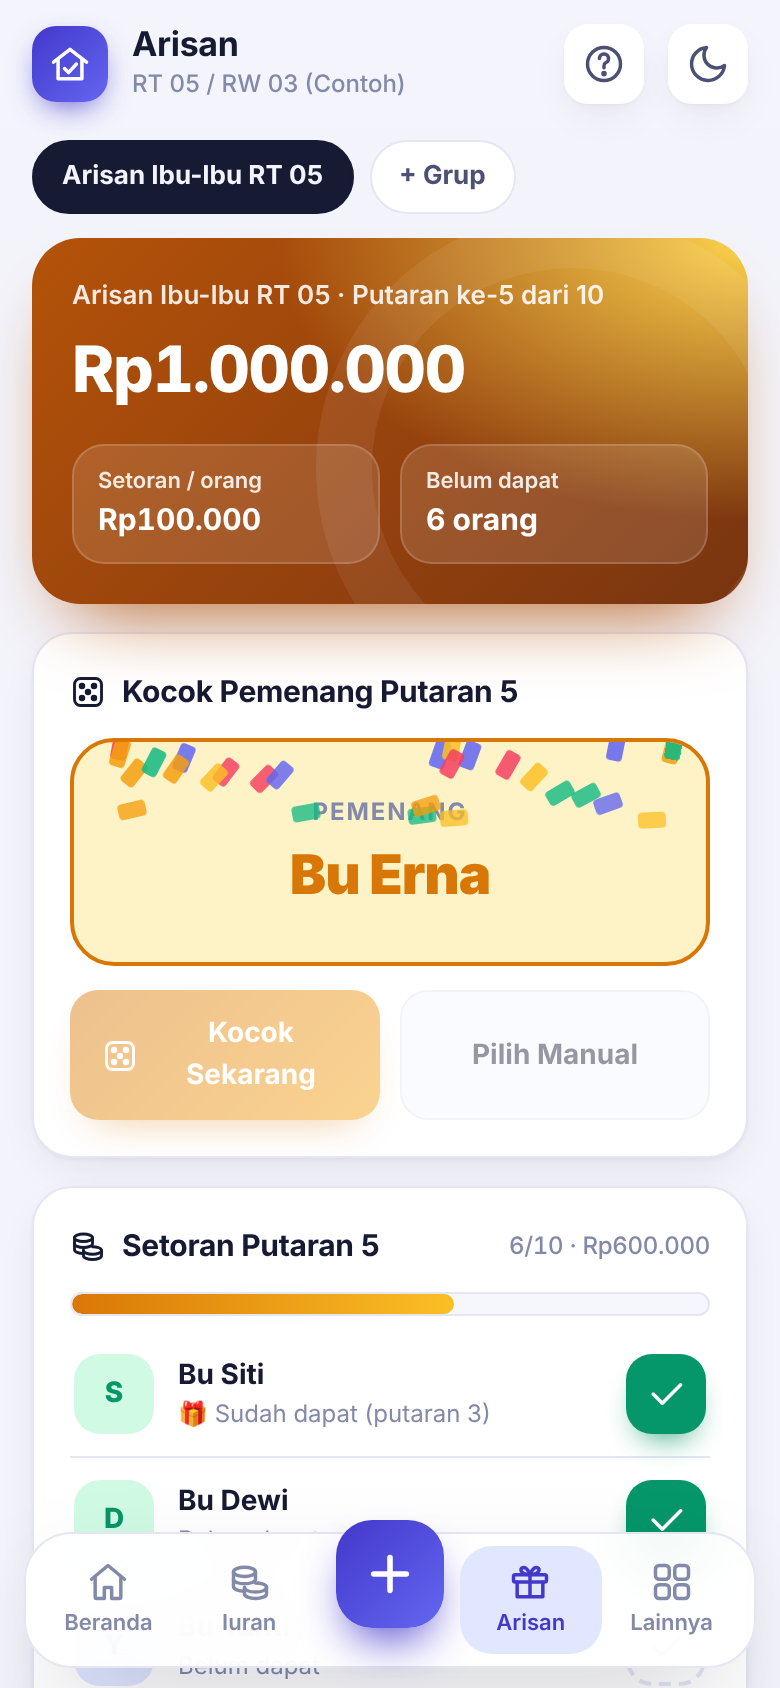 Arisan
RT 05 / RW 03 (Contoh)
Arisan Ibu-Ibu RT 05
+ Grup
Arisan Ibu-Ibu RT 05 · Putaran ke-5 dari 10
Rp1.000.000
Setoran / orang
Rp100.000
Belum dapat
6 orang
Kocok Pemenang Putaran 5
PEMENANG
Bu Erna
Kocok
Sekarang
Pilih Manual
Setoran Putaran 5
6/10 · Rp600.000
S
Bu Siti
🎁 Sudah dapat (putaran 3)
D
Bu Dewi
Beranda
Iuran
Arisan
Lainnya
Belum dapat